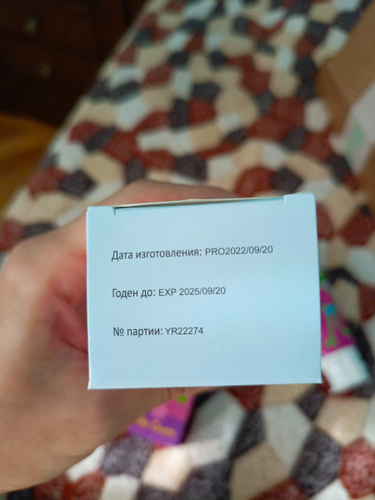 Дата изготовления: PRO2022/09/20
Годен до: EXP 2025/09/20
№ партии: YR22274